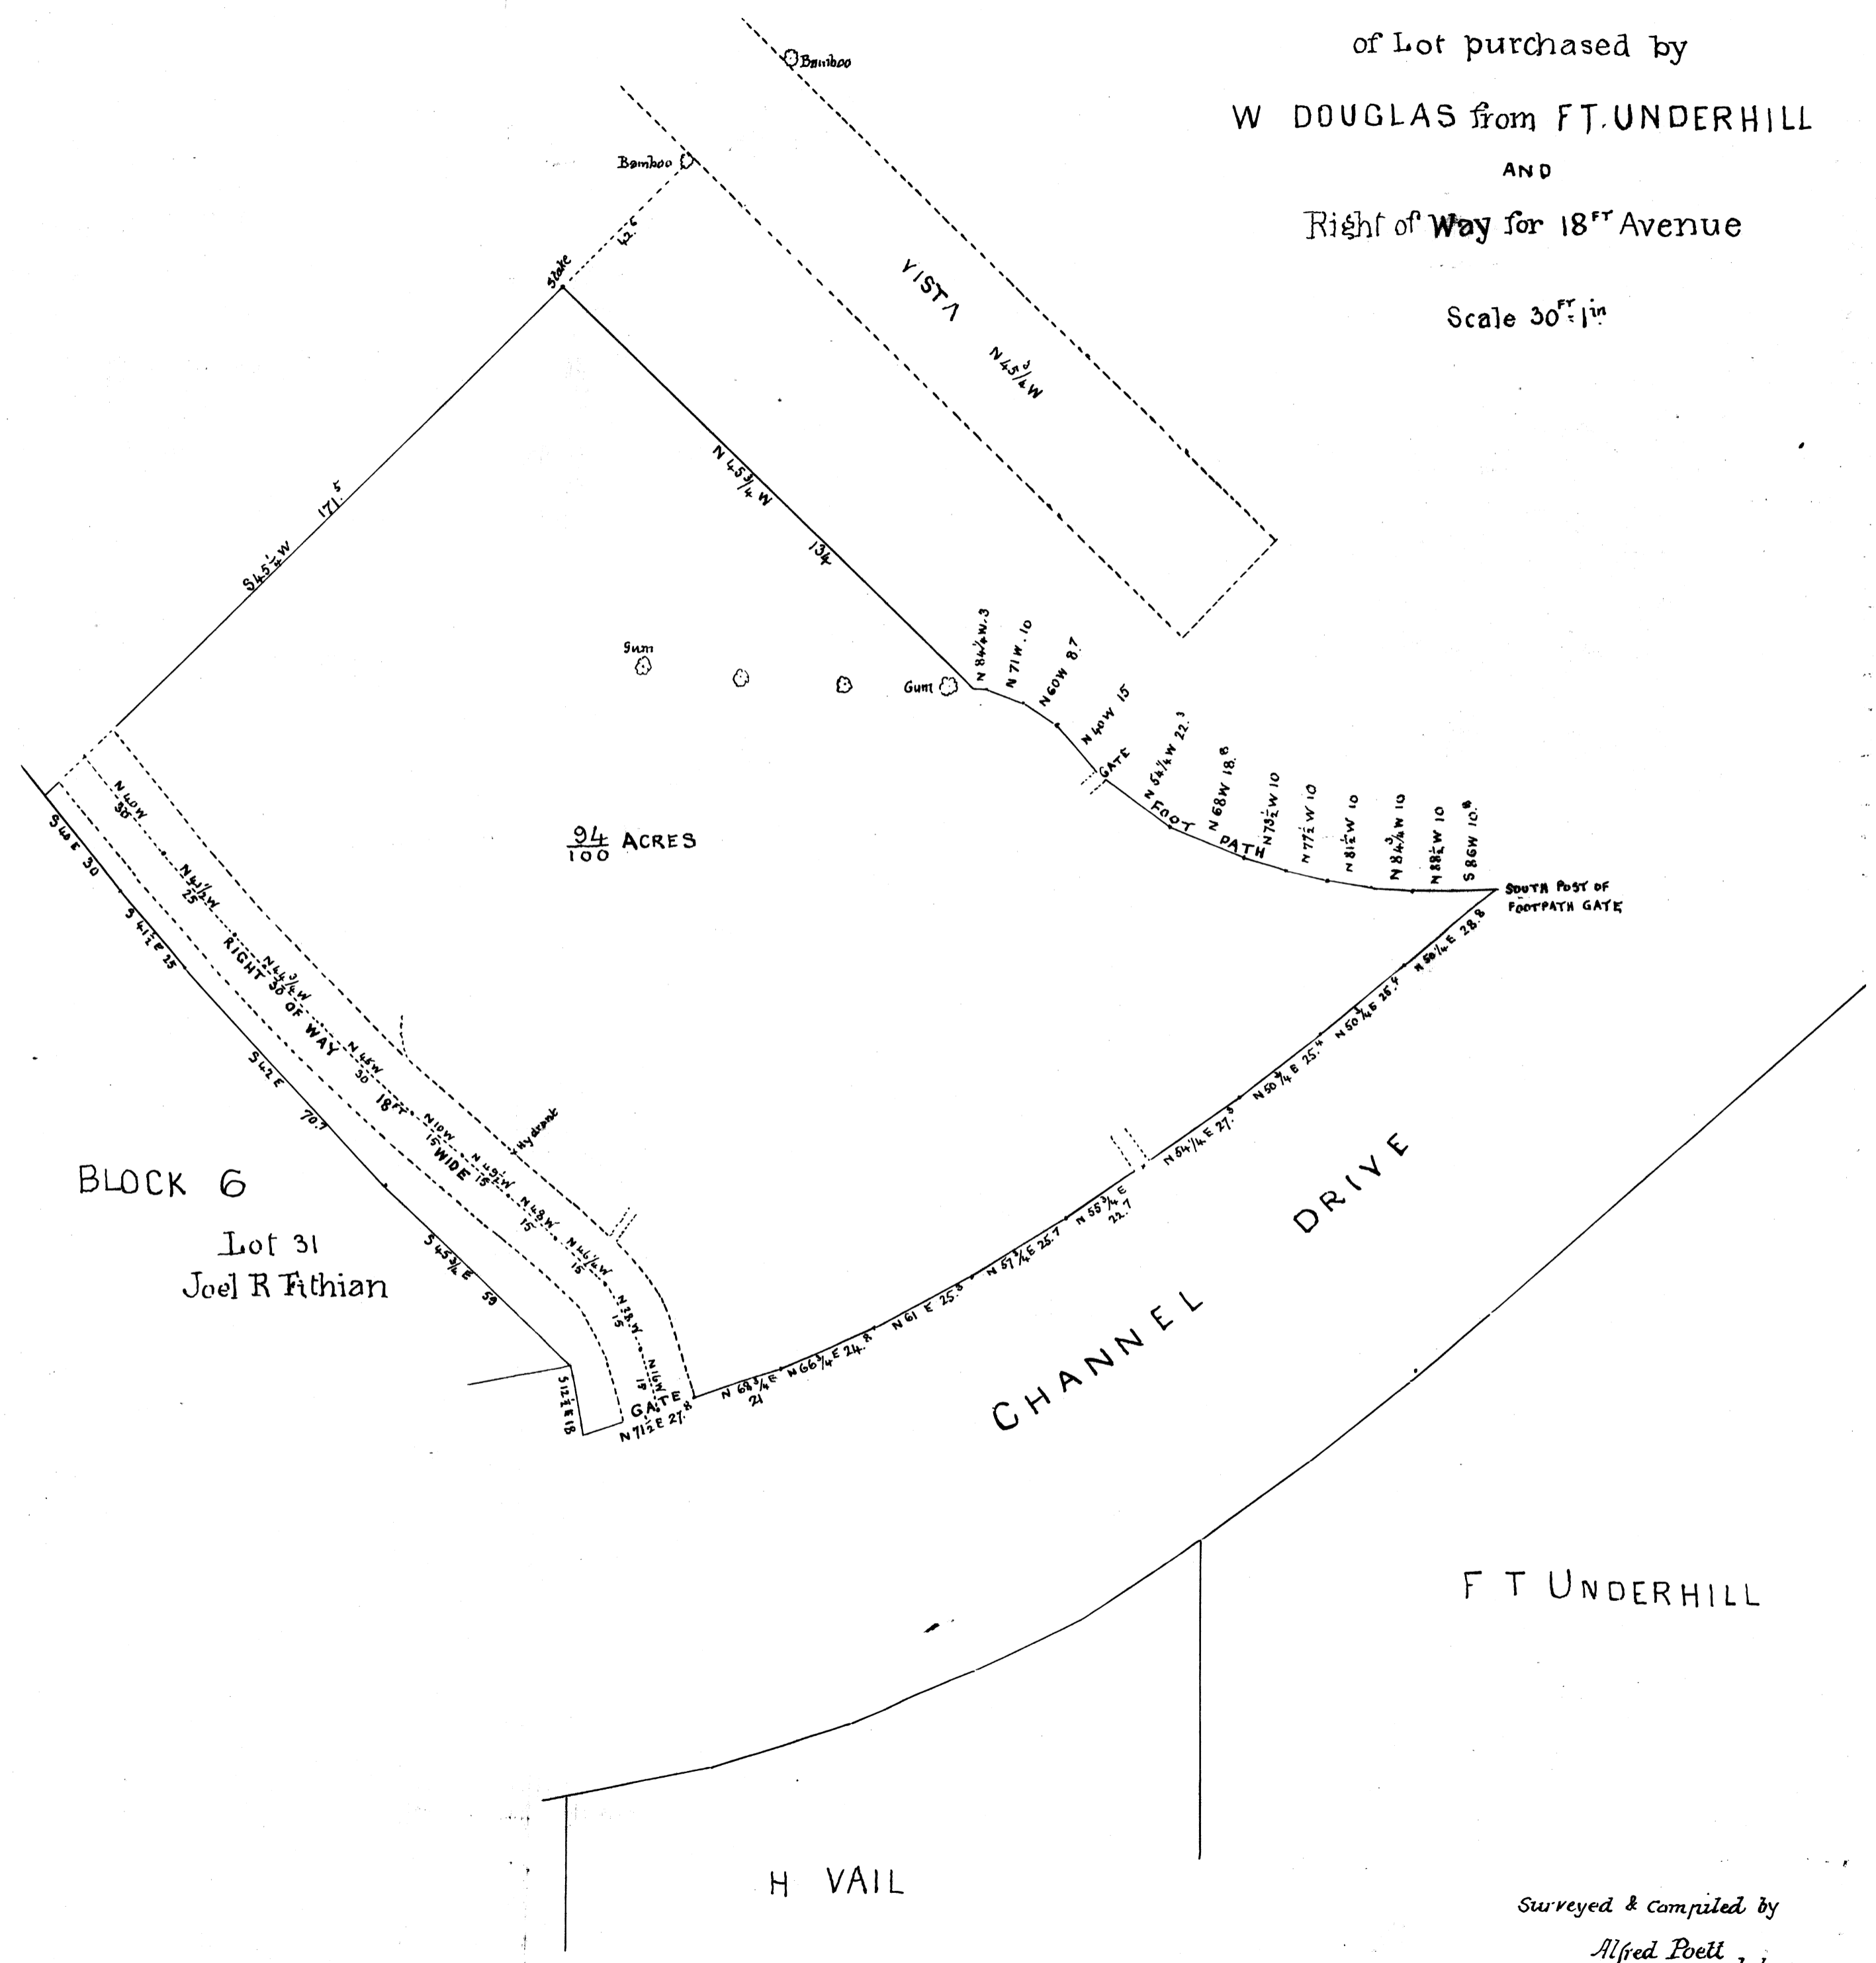 of Lot purchased by
W DOUGLAS from F T. UNDERHILL
AND
Right of Way for 18FT Avenue
Scale 30FT = 1in
Bamboo
Bamboo
42.6
Stake
VISTA
N 45 3/4 W
N 45 3/4 W
134
171.5
S 45 1/4 W
Gum
Gum
N 84 1/4 W. 3
N 71 W. 10
N 60 W 8.7
N 40 W 15
GATE
N 54 1/4 W 22.3
N 68 W 18.8
N 73 1/2 W 10
N 77 1/2 W 10
N 81 1/2 W 10
N 84 3/4 W 10
N 88 1/2 W 10
S 86 W 10.8
FOOT PATH
SOUTH POST OF
FOOTPATH GATE
94/100 ACRES
N 50 1/4 E 28.8
N 50 3/4 E 25.4
N 50 3/4 E 25.4
N 54 1/4 E 27.5
N 55 3/4 E
22.7
N 57 3/4 E 25.7
N 61 E 25.3
N 66 3/4 E 24.8
N 68 3/4 E
21
N 71 1/2 E 27.8
GATE
S 12 1/2 E 18
N 40 W
30
N 41 1/2 W
25
N 44 3/4 W
30
N 46 W
30
N 10 W
15
N 49 1/2 W
15
N 48 W
15
N 46 1/4 W
15
N 38 W
15
N 16 W
15
RIGHT OF WAY
18FT WIDE
Hydrant
S 40 E 30
S 41 1/2 E 25
S 42 E 70.7
S 45 3/4 E 59
BLOCK 6
Lot 31
Joel R Fithian
CHANNEL DRIVE
F T UNDERHILL
H VAIL
Surveyed & Compiled by
Alfred Poett